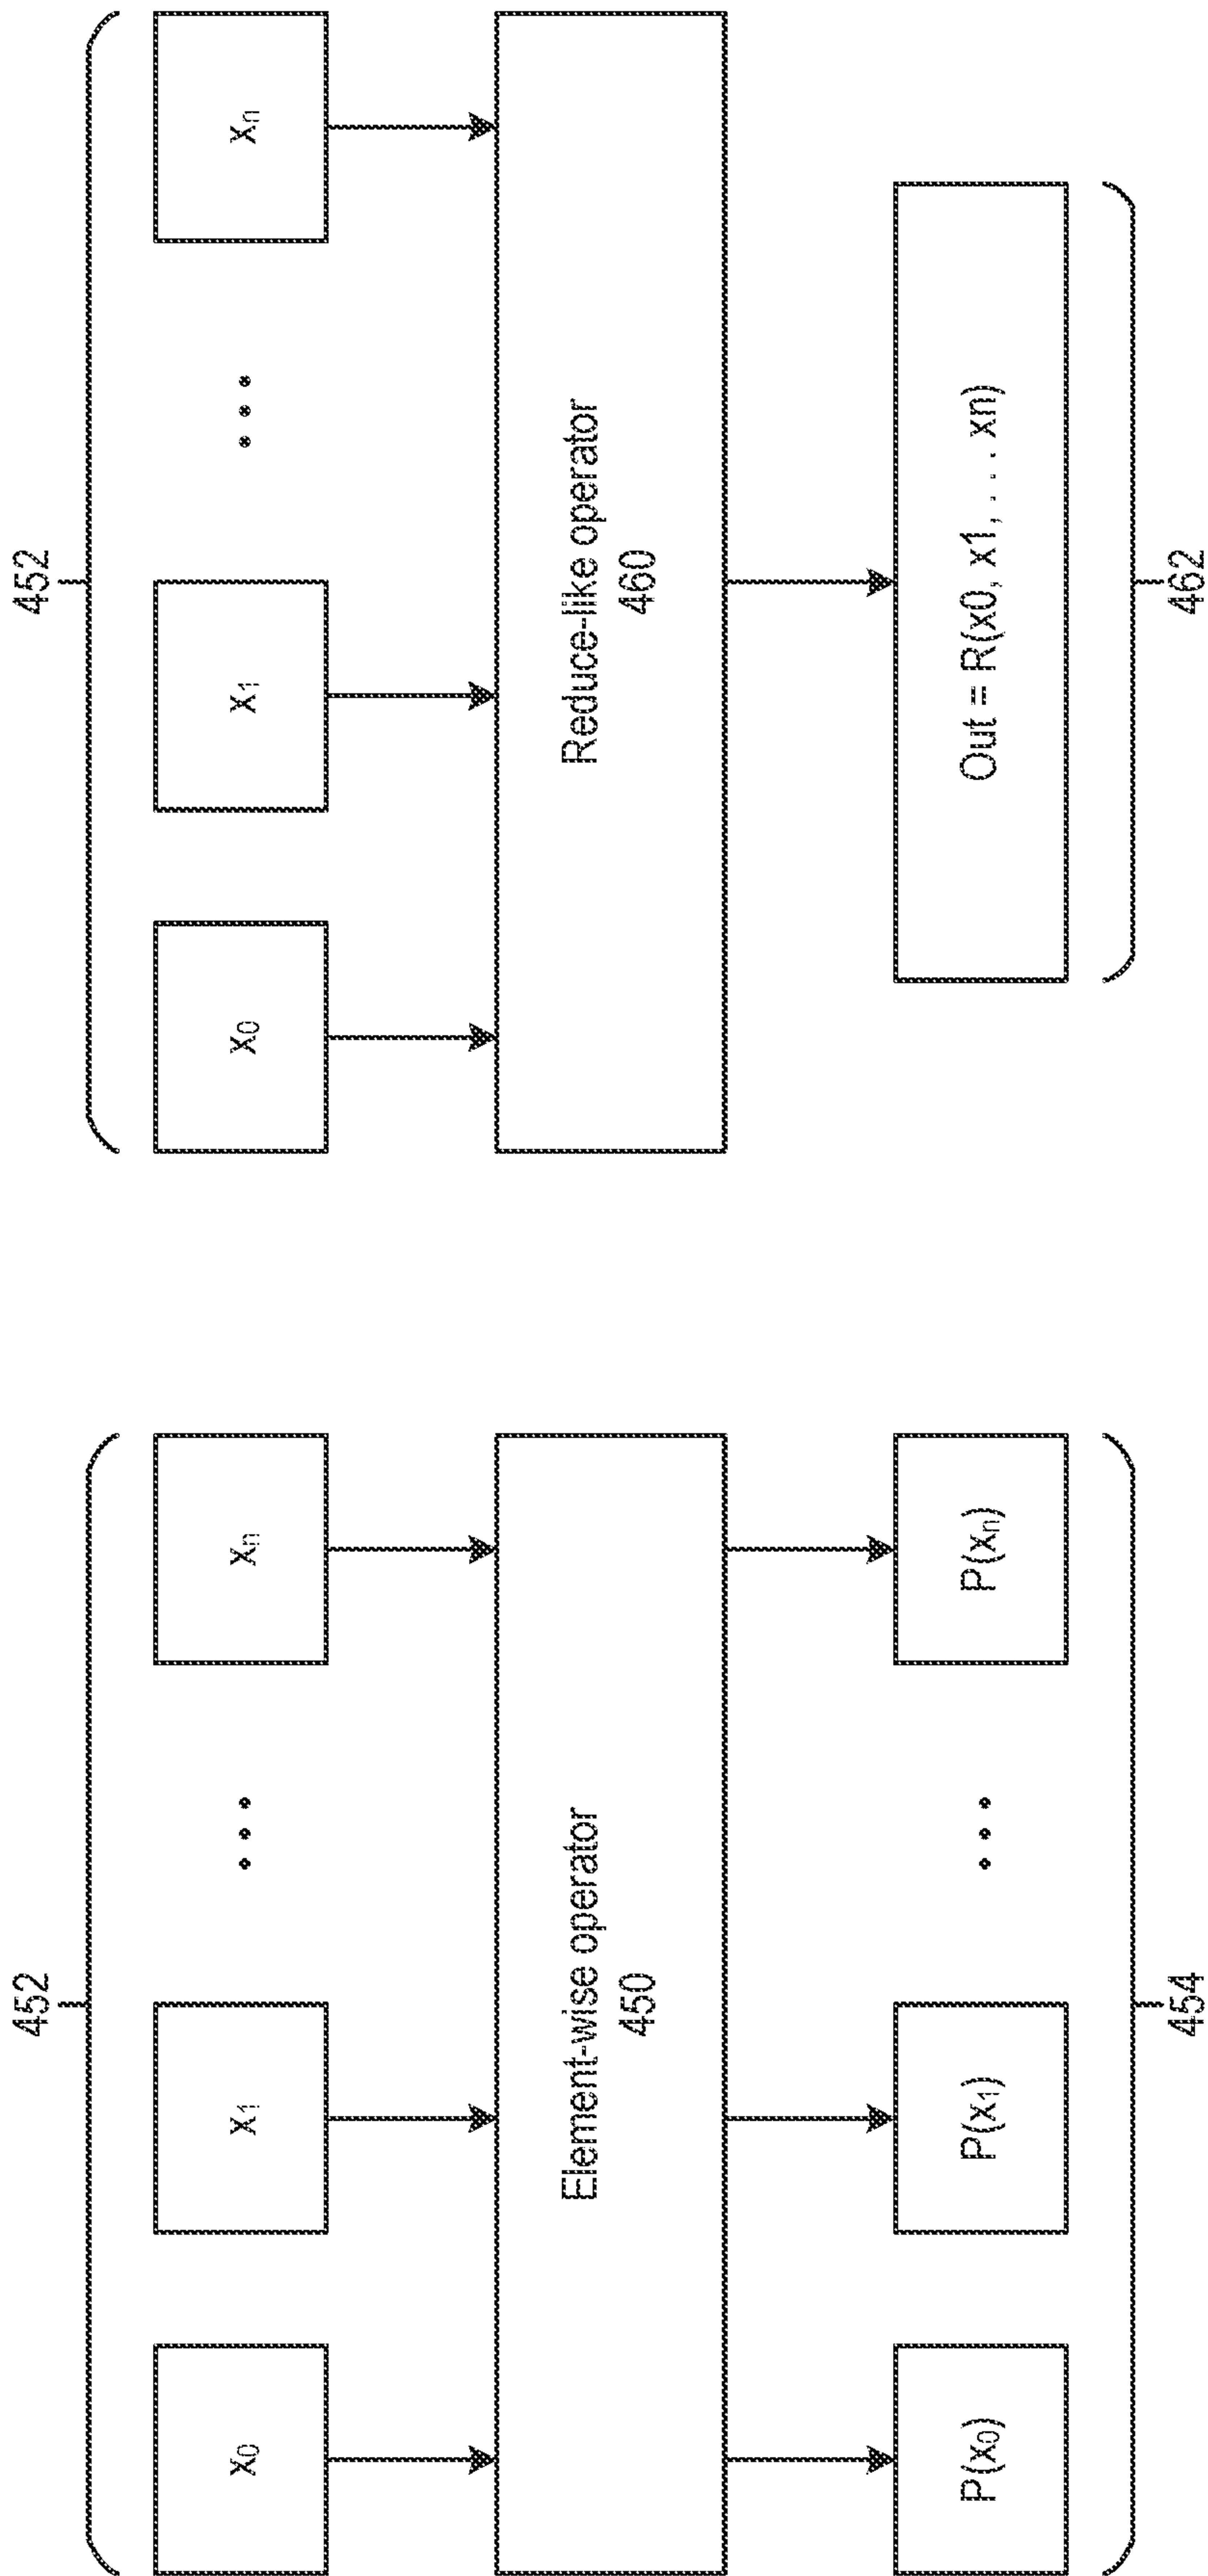 452
X₀
X₁
• • •
Xₙ
Element-wise operator
450
P(x₀)
P(x₁)
• • •
P(xₙ)
454
452
X₀
X₁
• • •
Xₙ
Reduce-like operator
460
Out = R(x0, x1, . . . xn)
462